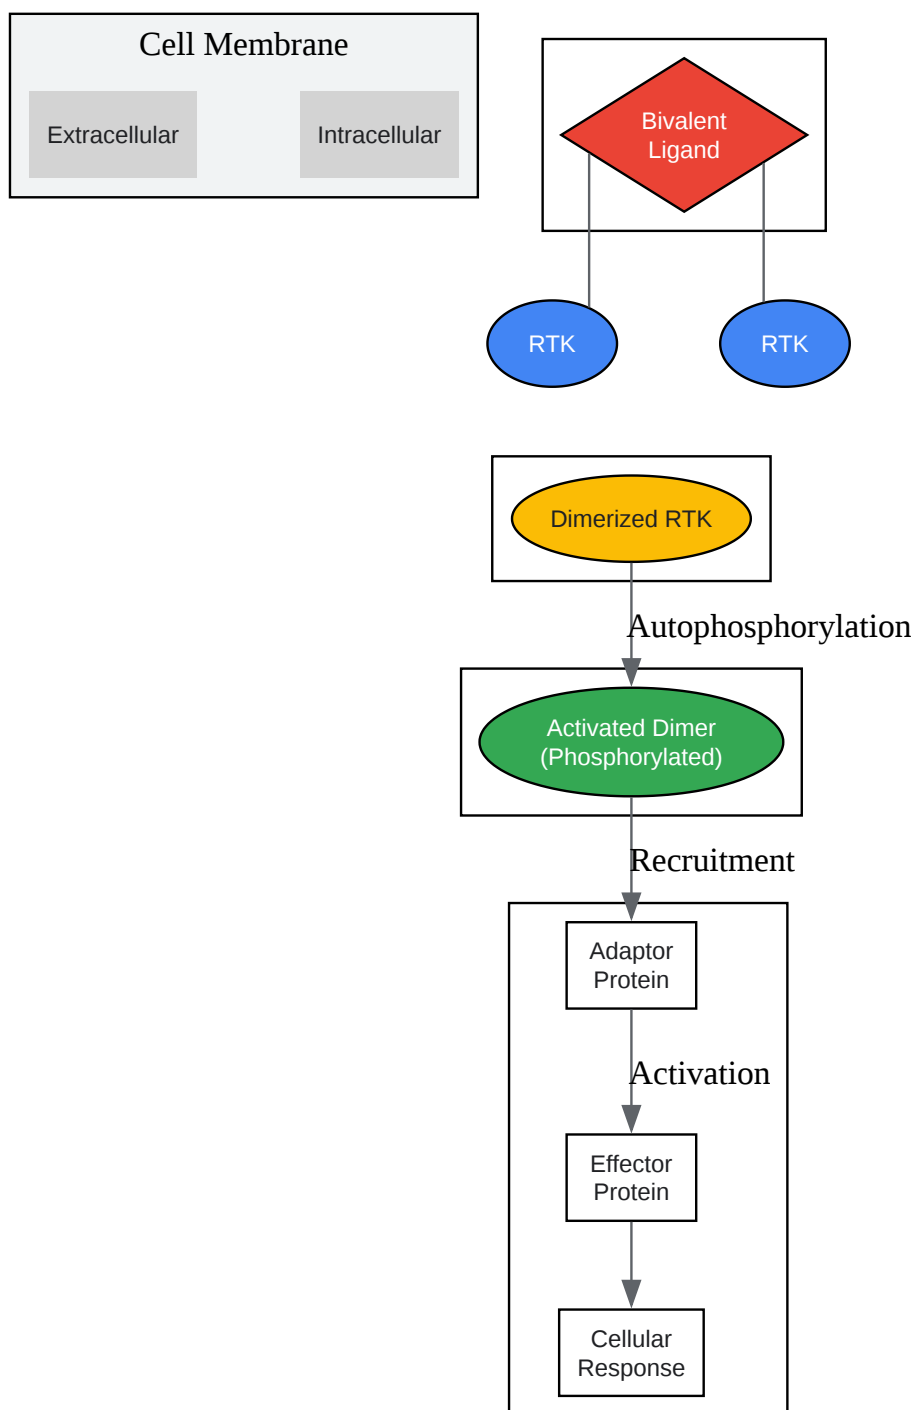 Cell Membrane
Extracellular
Intracellular
Bivalent
Ligand
RTK
RTK
Dimerized RTK
Autophosphorylation
Activated Dimer
(Phosphorylated)
Recruitment
Adaptor
Protein
Activation
Effector
Protein
Cellular
Response